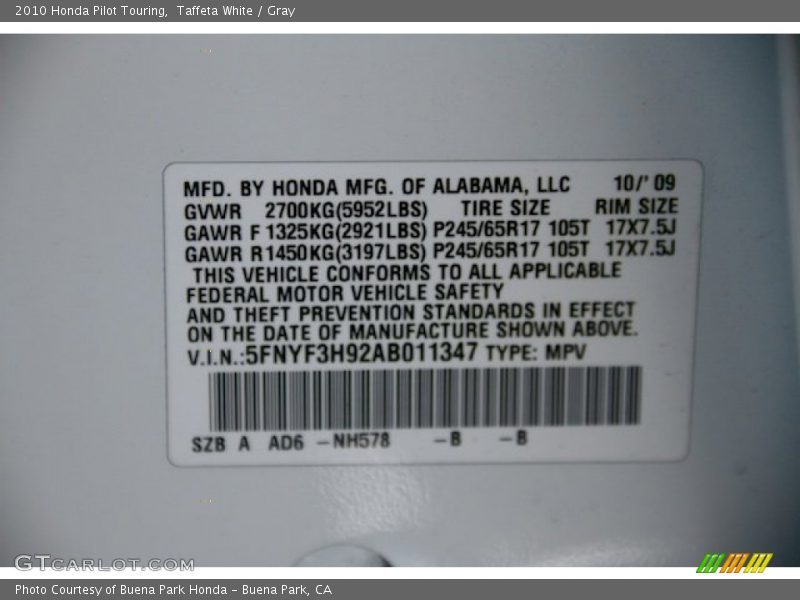 2010 Honda Pilot Touring,  Taffeta White / Gray
MFD. BY HONDA MFG. OF ALABAMA, LLC 10/' 09
GVWR 2700KG(5952LBS) TIRE SIZE RIM SIZE
GAWR F 1325KG(2921LBS) P245/65R17 105T 17X7.5J
GAWR R1450KG(3197LBS) P245/65R17 105T 17X7.5J
THIS VEHICLE CONFORMS TO ALL APPLICABLE
FEDERAL MOTOR VEHICLE SAFETY
AND THEFT PREVENTION STANDARDS IN EFFECT
ON THE DATE OF MANUFACTURE SHOWN ABOVE.
V.I.N.:5FNYF3H92AB011347 TYPE: MPV
SZB A AD6 -NH578 -B -B
GTCARLOT.COM
Photo Courtesy of Buena Park Honda - Buena Park, CA